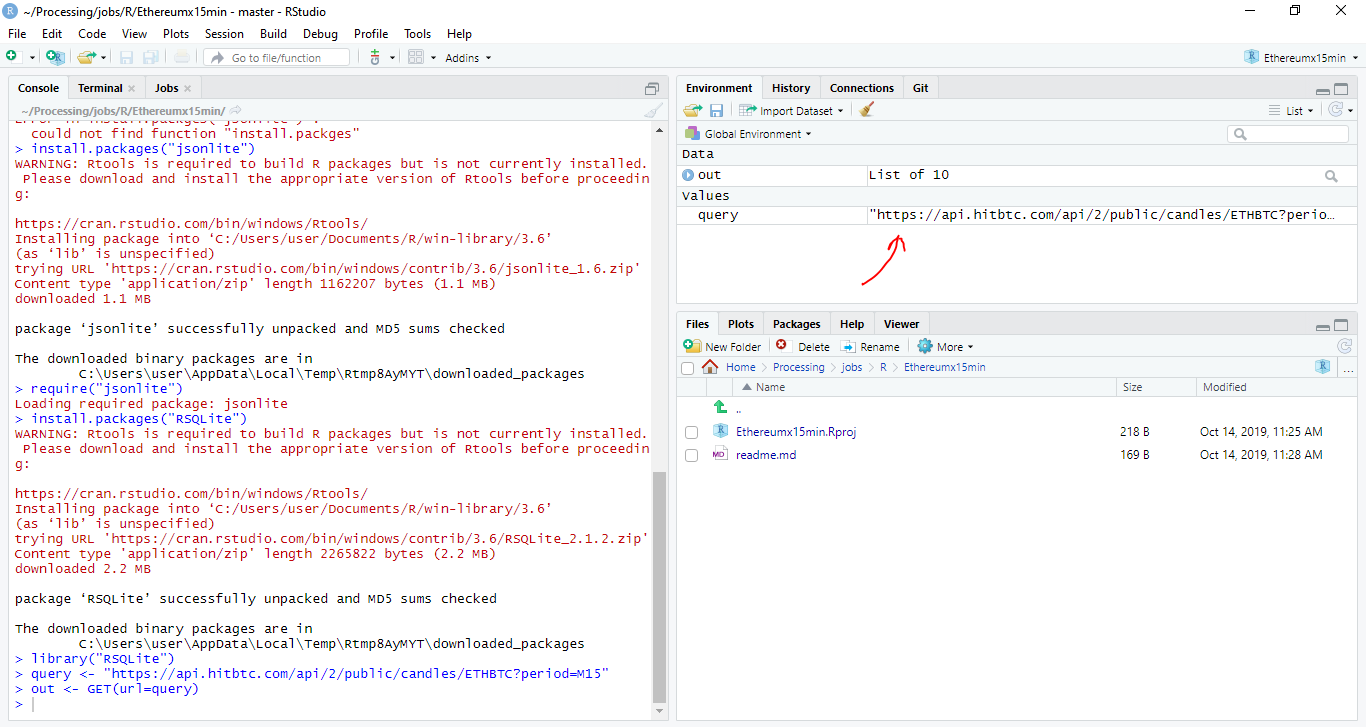 ~/Processing/jobs/R/Ethereumx15min - master - RStudio
File Edit Code View Plots Session Build Debug Profile Tools Help
Go to file/function Addins Ethereumx15min
Console Terminal Jobs
~/Processing/jobs/R/Ethereumx15min/
Error in install.packges("jsonlite") :
could not find function "install.packges"
> install.packages("jsonlite")
WARNING: Rtools is required to build R packages but is not currently installed.
Please download and install the appropriate version of Rtools before proceedin
g:
https://cran.rstudio.com/bin/windows/Rtools/
Installing package into ‘C:/Users/user/Documents/R/win-library/3.6’
(as ‘lib’ is unspecified)
trying URL 'https://cran.rstudio.com/bin/windows/contrib/3.6/jsonlite_1.6.zip'
Content type 'application/zip' length 1162207 bytes (1.1 MB)
downloaded 1.1 MB
package ‘jsonlite’ successfully unpacked and MD5 sums checked
The downloaded binary packages are in
C:\Users\user\AppData\Local\Temp\Rtmp8AyMYT\downloaded_packages
> require("jsonlite")
Loading required package: jsonlite
> install.packages("RSQLite")
WARNING: Rtools is required to build R packages but is not currently installed.
Please download and install the appropriate version of Rtools before proceedin
g:
https://cran.rstudio.com/bin/windows/Rtools/
Installing package into ‘C:/Users/user/Documents/R/win-library/3.6’
(as ‘lib’ is unspecified)
trying URL 'https://cran.rstudio.com/bin/windows/contrib/3.6/RSQLite_2.1.2.zip'
Content type 'application/zip' length 2265822 bytes (2.2 MB)
downloaded 2.2 MB
package ‘RSQLite’ successfully unpacked and MD5 sums checked
The downloaded binary packages are in
C:\Users\user\AppData\Local\Temp\Rtmp8AyMYT\downloaded_packages
> library("RSQLite")
> query <- "https://api.hitbtc.com/api/2/public/candles/ETHBTC?period=M15"
> out <- GET(url=query)
>
Environment History Connections Git
Import Dataset List
Global Environment
Data
out List of 10
Values
query "https://api.hitbtc.com/api/2/public/candles/ETHBTC?perio…
Files Plots Packages Help Viewer
New Folder Delete Rename More
Home Processing jobs R Ethereumx15min ...
Name Size Modified
..
Ethereumx15min.Rproj 218 B Oct 14, 2019, 11:25 AM
MD readme.md 169 B Oct 14, 2019, 11:28 AM